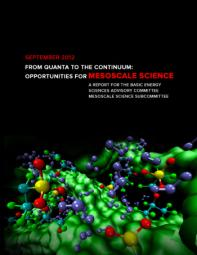 SEPTEMBER 2012
FROM QUANTA TO THE CONTINUUM:
OPPORTUNITIES FOR MESOSCALE SCIENCE
A REPORT FOR THE BASIC ENERGY
SCIENCES ADVISORY COMMITTEE
MESOSCALE SCIENCE SUBCOMMITTEE